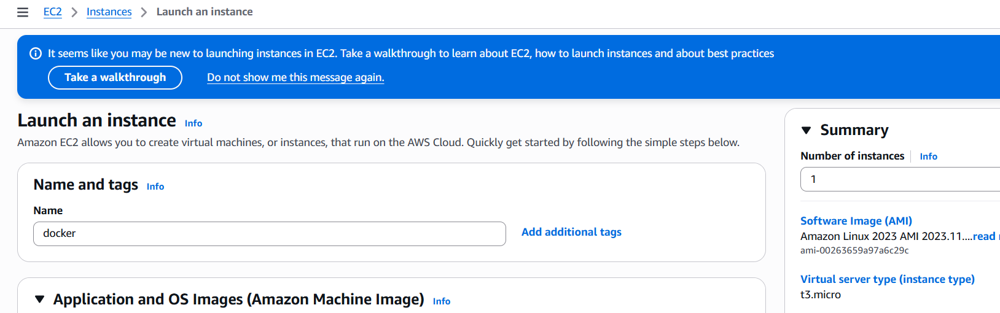 EC2 > Instances > Launch an instance
It seems like you may be new to launching instances in EC2. Take a walkthrough to learn about EC2, how to launch instances and about best practices
Take a walkthrough
Do not show me this message again.
Launch an instance Info
Amazon EC2 allows you to create virtual machines, or instances, that run on the AWS Cloud. Quickly get started by following the simple steps below.
Name and tags Info
Name
docker
Add additional tags
Application and OS Images (Amazon Machine Image) Info
Summary
Number of instances Info
1
Software Image (AMI)
Amazon Linux 2023 AMI 2023.11....read
ami-00263659a97a6c29c
Virtual server type (instance type)
t3.micro